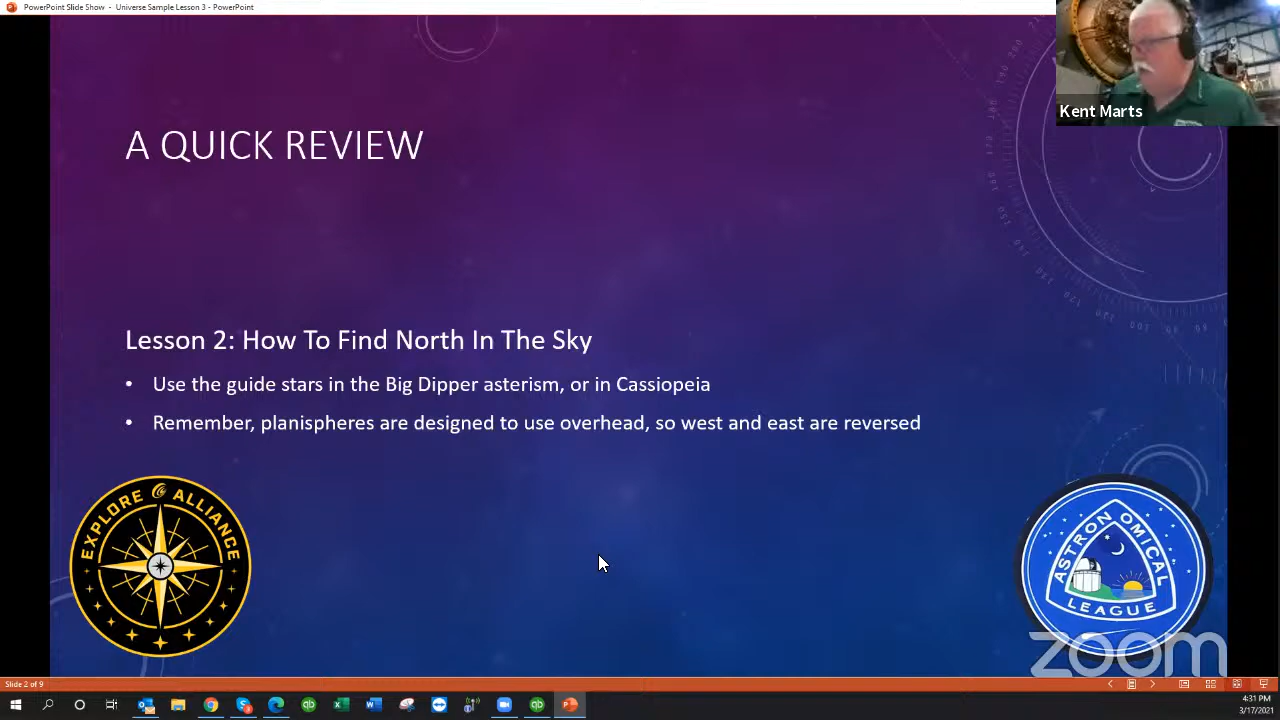 PowerPoint Slide Show - Universe Sample Lesson 3 - PowerPoint
Kent Marts
A QUICK REVIEW
Lesson 2: How To Find North In The Sky
• Use the guide stars in the Big Dipper asterism, or in Cassiopeia
• Remember, planispheres are designed to use overhead, so west and east are reversed
EXPLORE ALLIANCE
ASTRONOMICAL
LEAGUE
zoom
Slide 2 of 9
4:31 PM
3/17/2021